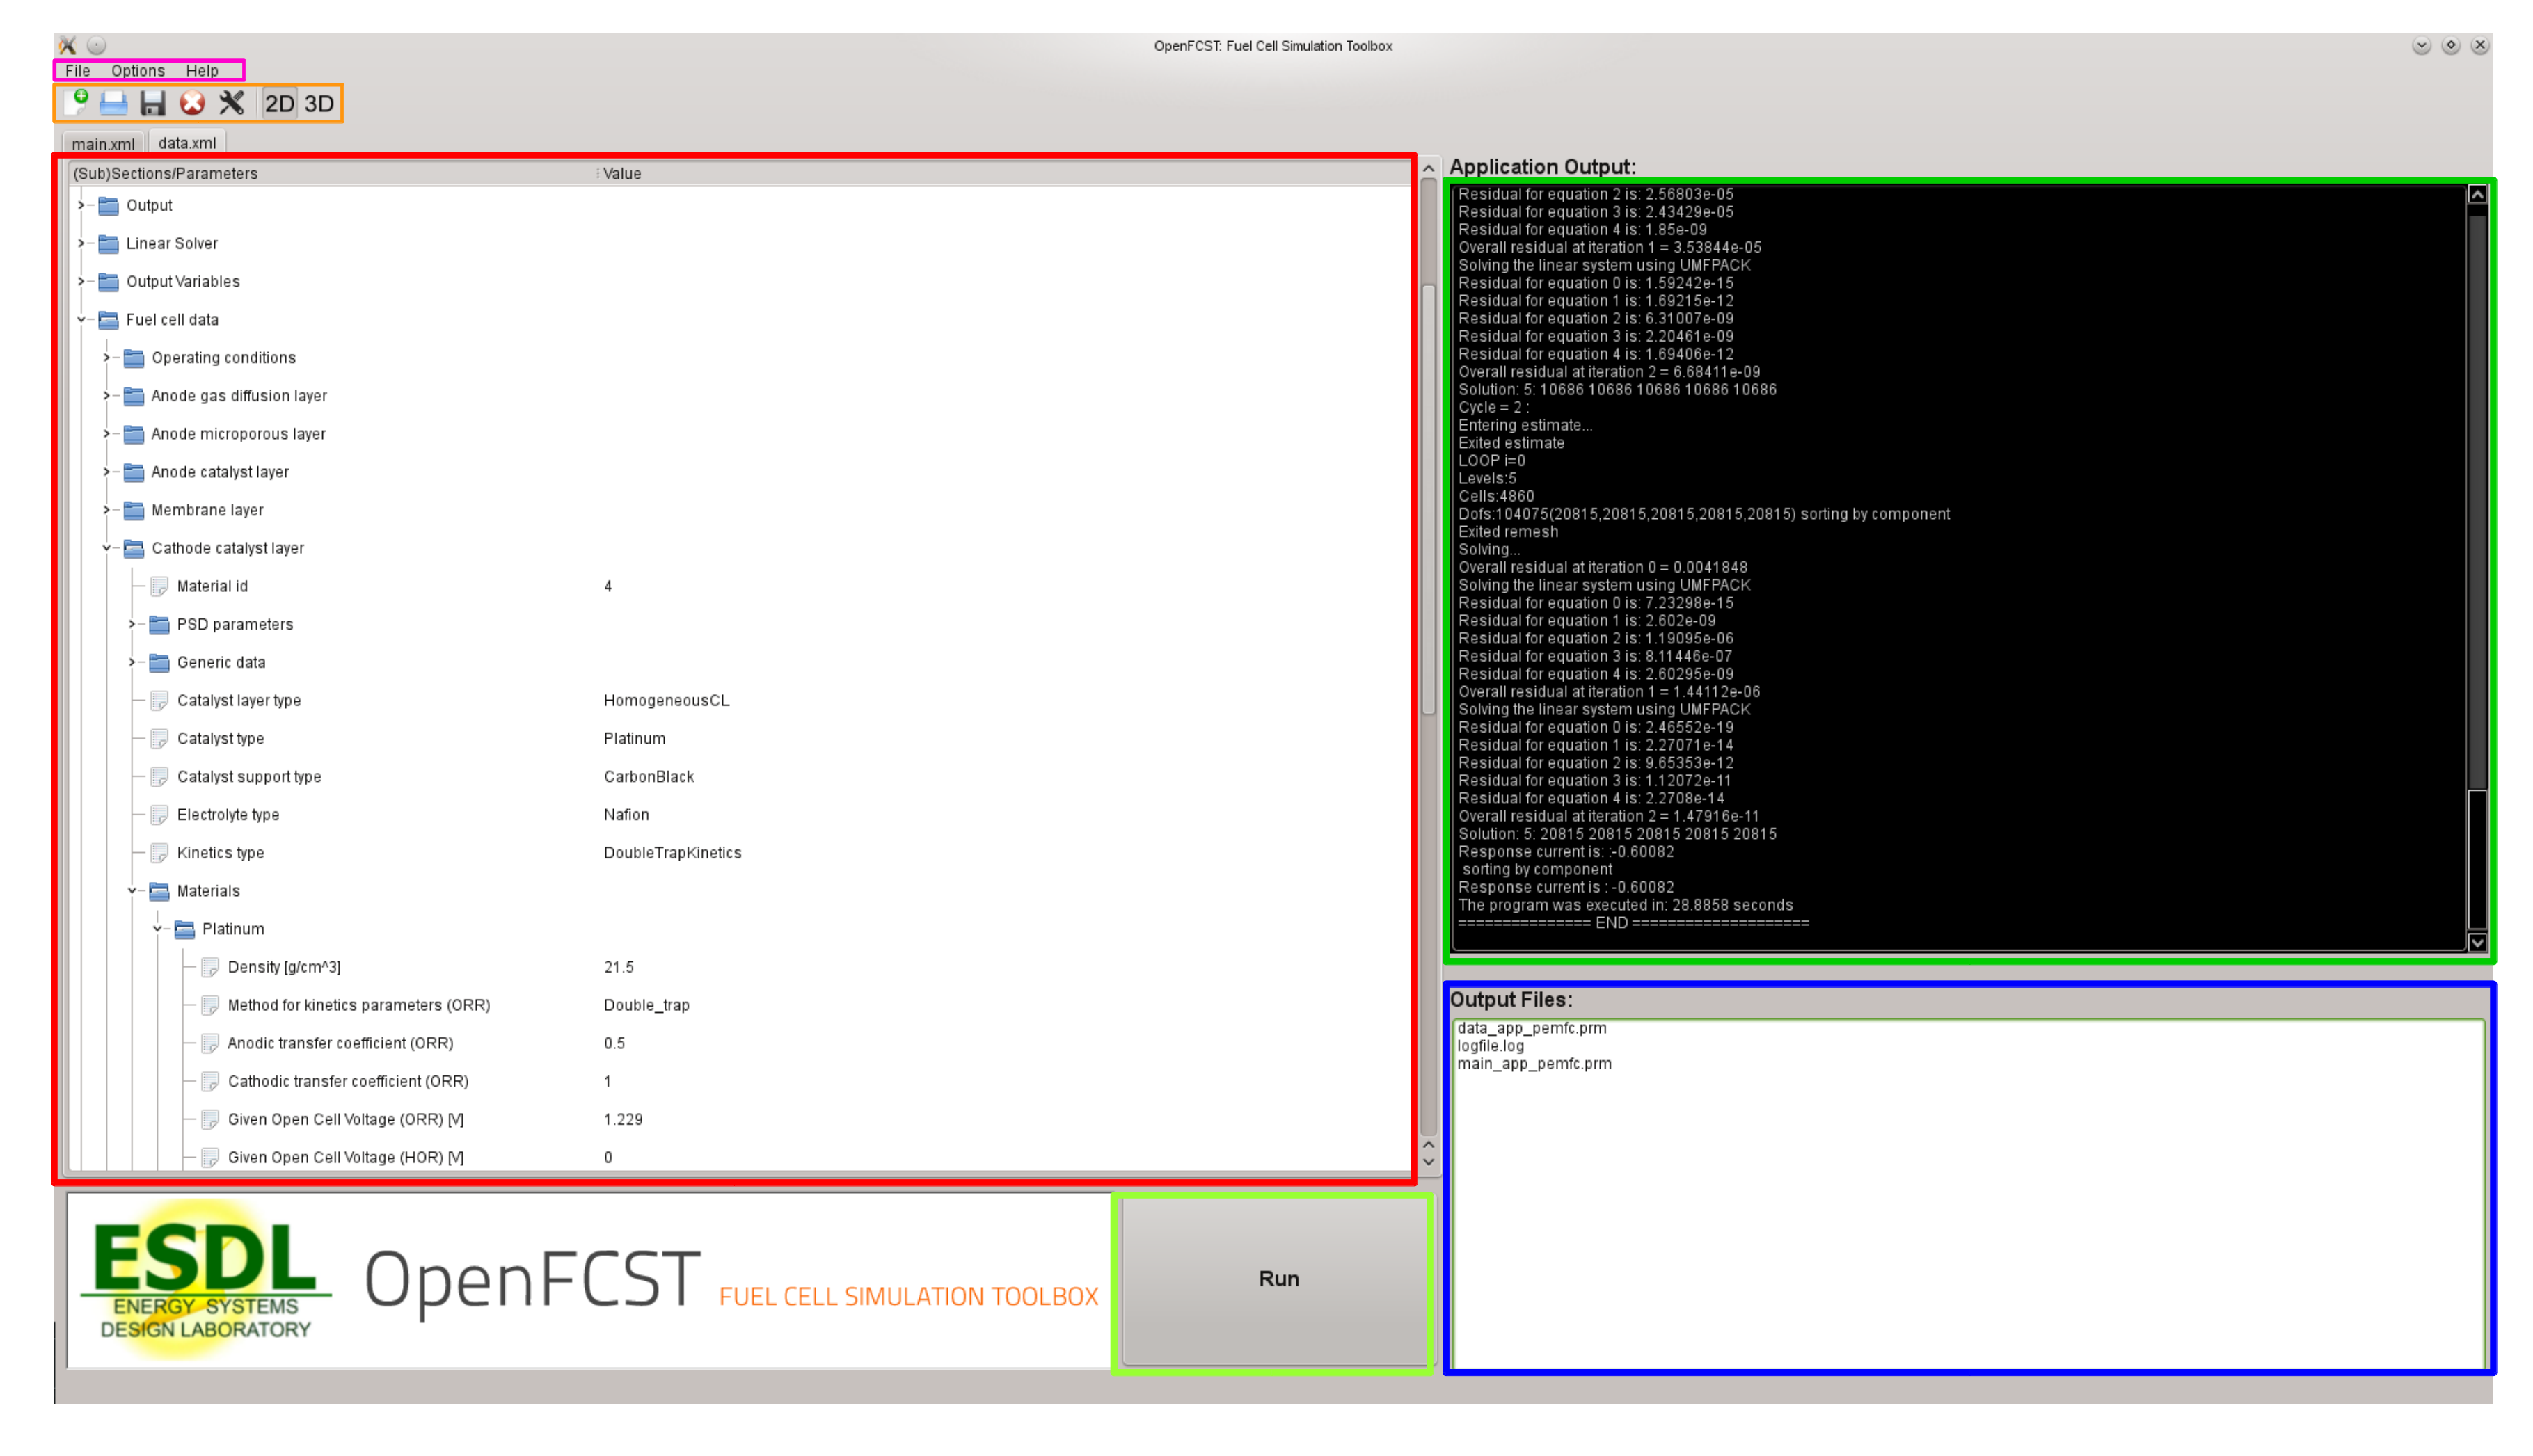 OpenFCST: Fuel Cell Simulation Toolbox
File Options Help
2D 3D
main.xml data.xml
(Sub)Sections/Parameters Value
Output
Linear Solver
Output Variables
Fuel cell data
Operating conditions
Anode gas diffusion layer
Anode microporous layer
Anode catalyst layer
Membrane layer
Cathode catalyst layer
Material id 4
PSD parameters
Generic data
Catalyst layer type HomogeneousCL
Catalyst type Platinum
Catalyst support type CarbonBlack
Electrolyte type Nafion
Kinetics type DoubleTrapKinetics
Materials
Platinum
Density [g/cm^3] 21.5
Method for kinetics parameters (ORR) Double_trap
Anodic transfer coefficient (ORR) 0.5
Cathodic transfer coefficient (ORR) 1
Given Open Cell Voltage (ORR) [V] 1.229
Given Open Cell Voltage (HOR) [V] 0
ESDL
ENERGY SYSTEMS
DESIGN LABORATORY
OpenFCST FUEL CELL SIMULATION TOOLBOX
Run
Application Output:
Residual for equation 2 is: 2.56803e-05
Residual for equation 3 is: 2.43429e-05
Residual for equation 4 is: 1.85e-09
Overall residual at iteration 1 = 3.53844e-05
Solving the linear system using UMFPACK
Residual for equation 0 is: 1.59242e-15
Residual for equation 1 is: 1.69215e-12
Residual for equation 2 is: 6.31007e-09
Residual for equation 3 is: 2.20461e-09
Residual for equation 4 is: 1.69406e-12
Overall residual at iteration 2 = 6.68411e-09
Solution: 5: 10686 10686 10686 10686 10686
Cycle = 2 :
Entering estimate...
Exited estimate
LOOP i=0
Levels:5
Cells:4860
Dofs:104075(20815,20815,20815,20815,20815) sorting by component
Exited remesh
Solving...
Overall residual at iteration 0 = 0.0041848
Solving the linear system using UMFPACK
Residual for equation 0 is: 7.23298e-15
Residual for equation 1 is: 2.602e-09
Residual for equation 2 is: 1.19095e-06
Residual for equation 3 is: 8.11446e-07
Residual for equation 4 is: 2.60295e-09
Overall residual at iteration 1 = 1.44112e-06
Solving the linear system using UMFPACK
Residual for equation 0 is: 2.46552e-19
Residual for equation 1 is: 2.27071e-14
Residual for equation 2 is: 9.65353e-12
Residual for equation 3 is: 1.12072e-11
Residual for equation 4 is: 2.2708e-14
Overall residual at iteration 2 = 1.47916e-11
Solution: 5: 20815 20815 20815 20815 20815
Response current is: :-0.60082
sorting by component
Response current is : -0.60082
The program was executed in: 28.8858 seconds
=============== END ====================
Output Files:
data_app_pemfc.prm
logfile.log
main_app_pemfc.prm